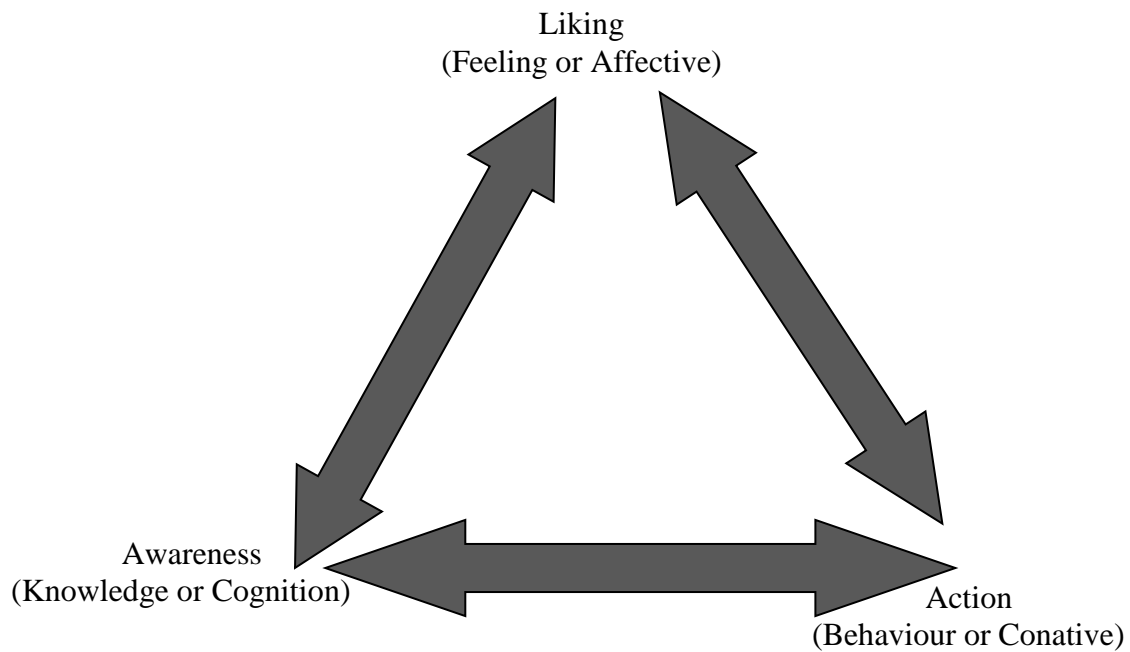 Liking
(Feeling or Affective)
Awareness
(Knowledge or Cognition)
Action
(Behaviour or Conative)